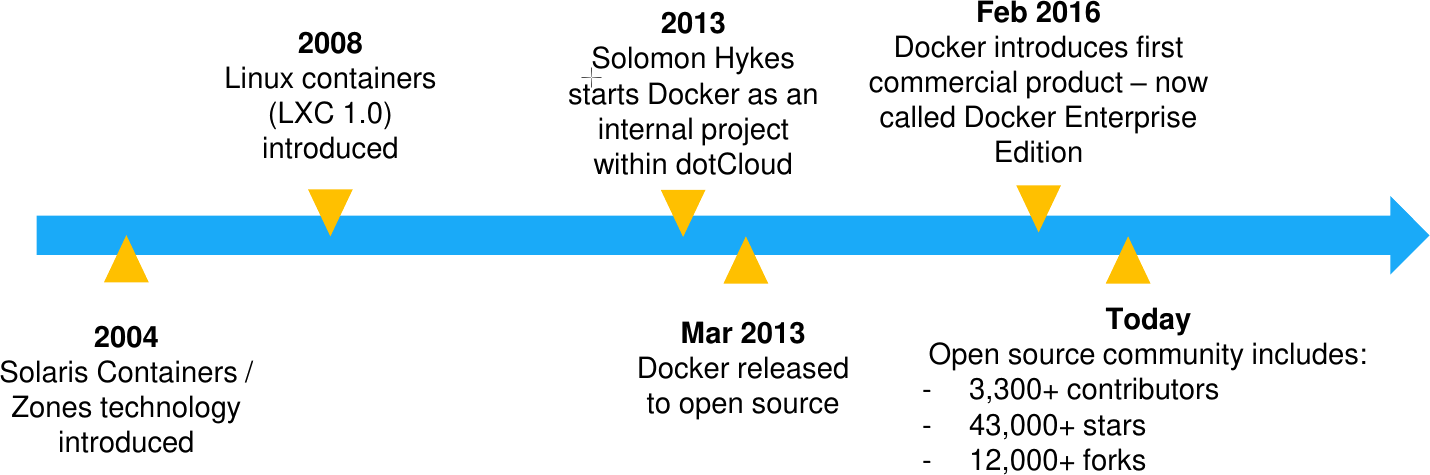 2008
Linux containers
(LXC 1.0)
introduced
2013
Solomon Hykes
starts Docker as an
internal project
within dotCloud
Feb 2016
Docker introduces first
commercial product – now
called Docker Enterprise
Edition
2004
Solaris Containers /
Zones technology
introduced
Mar 2013
Docker released
to open source
Today
Open source community includes:
- 3,300+ contributors
- 43,000+ stars
- 12,000+ forks